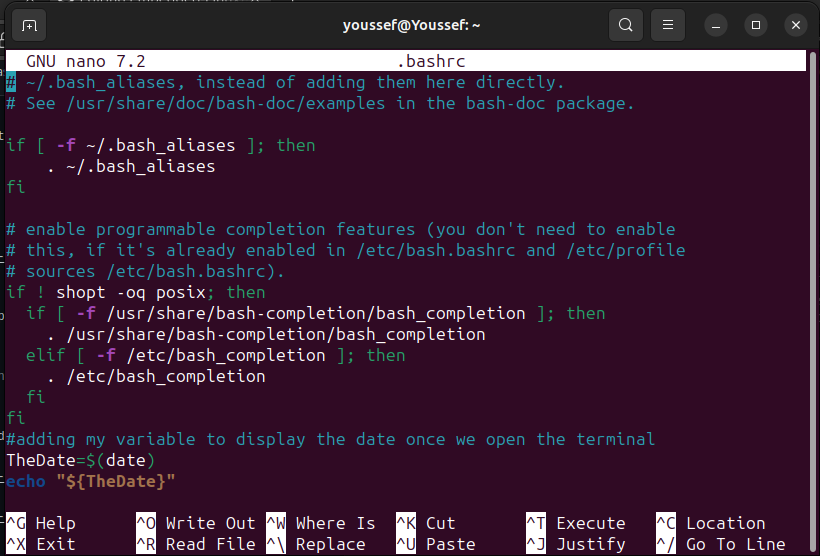 youssef@Youssef: ~
GNU nano 7.2 .bashrc
# ~/.bash_aliases, instead of adding them here directly.
# See /usr/share/doc/bash-doc/examples in the bash-doc package.

if [ -f ~/.bash_aliases ]; then
    . ~/.bash_aliases
fi

# enable programmable completion features (you don't need to enable
# this, if it's already enabled in /etc/bash.bashrc and /etc/profile
# sources /etc/bash.bashrc).
if ! shopt -oq posix; then
  if [ -f /usr/share/bash-completion/bash_completion ]; then
    . /usr/share/bash-completion/bash_completion
  elif [ -f /etc/bash_completion ]; then
    . /etc/bash_completion
  fi
fi
#adding my variable to display the date once we open the terminal
TheDate=$(date)
echo "${TheDate}"

^G Help ^O Write Out ^W Where Is ^K Cut ^T Execute ^C Location
^X Exit ^R Read File ^\ Replace ^U Paste ^J Justify ^/ Go To Line